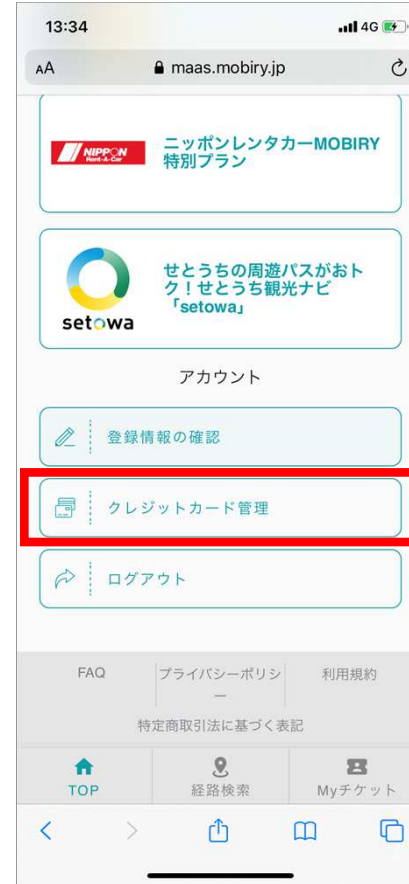 13:34
4G
AA
maas.mobiry.jp
NIPPON
Rent-A-Car
ニッポンレンタカーMOBIRY
特別プラン
setowa
せとうちの周遊パスがおト
ク！せとうち観光ナビ
「setowa」
アカウント
登録情報の確認
クレジットカード管理
ログアウト
FAQ
プライバシーポリシ
ー
利用規約
特定商取引法に基づく表記
TOP
経路検索
Myチケット